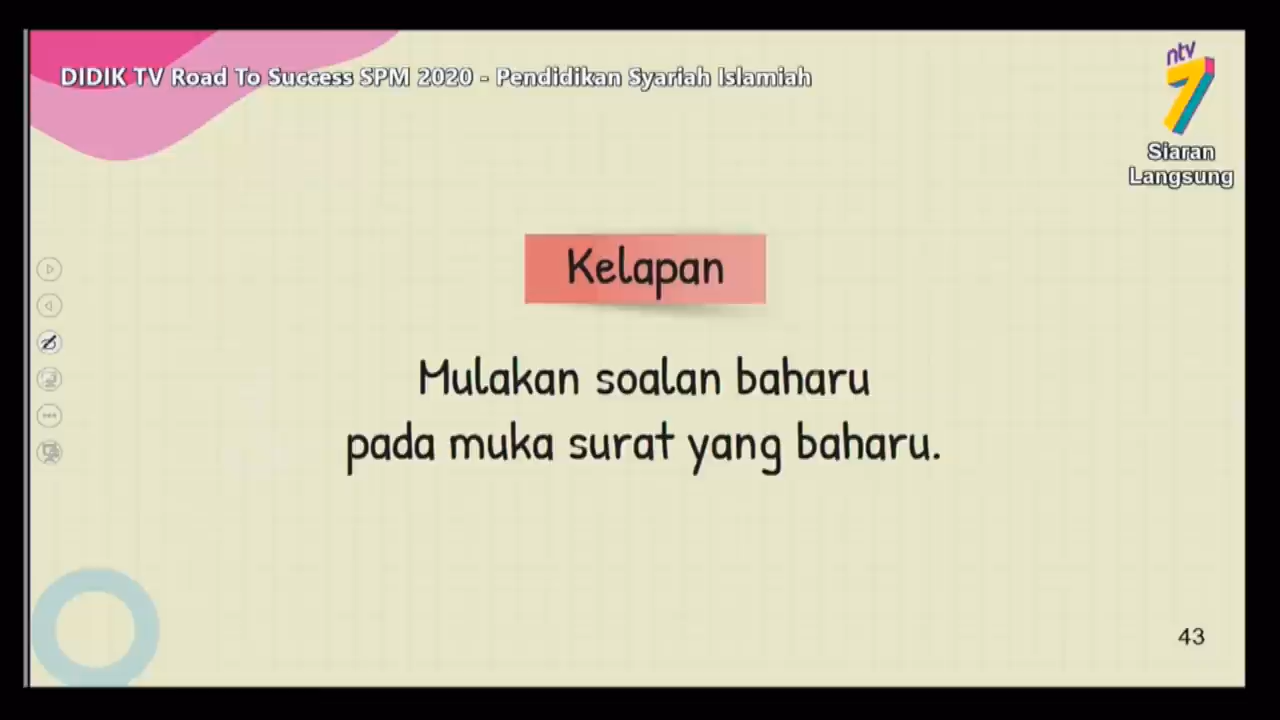 DIDIK TV Road To Success SPM 2020 - Pendidikan Syariah Islamiah
ntv
7
Siaran
Langsung
Kelapan
Mulakan soalan baharu
pada muka surat yang baharu.
43